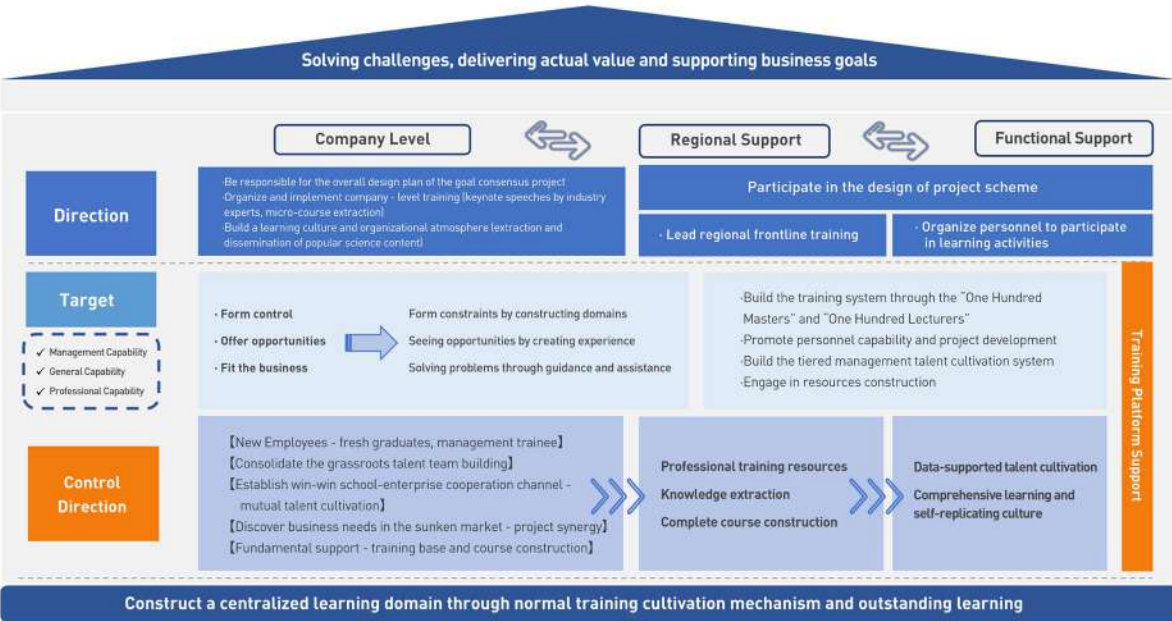 Solving challenges, delivering actual value and supporting business goals
Company Level
Regional Support
Functional Support
Direction
·Be responsible for the overall design plan of the goal consensus project
·Organize and implement company - level training (keynote speeches by industry
experts, micro-course extraction)
·Build a learning culture and organizational atmosphere (extraction and
dissemination of popular science content)
Participate in the design of project scheme
· Lead regional frontline training
· Organize personnel to participate
in learning activities
Target
✓ Management Capability
✓ General Capability
✓ Professional Capability
· Form control
· Offer opportunities
· Fit the business
Form constraints by constructing domains
Seeing opportunities by creating experience
Solving problems through guidance and assistance
·Build the training system through the "One Hundred
Masters" and "One Hundred Lecturers"
·Promote personnel capability and project development
·Build the tiered management talent cultivation system
·Engage in resources construction
Training Platform Support
Control
Direction
【New Employees - fresh graduates, management trainee】
【Consolidate the grassroots talent team building】
【Establish win-win school-enterprise cooperation channel -
mutual talent cultivation】
【Discover business needs in the sunken market - project synergy】
【Fundamental support - training base and course construction】
Professional training resources
Knowledge extraction
Complete course construction
Data-supported talent cultivation
Comprehensive learning and
self-replicating culture
Construct a centralized learning domain through normal training cultivation mechanism and outstanding learning